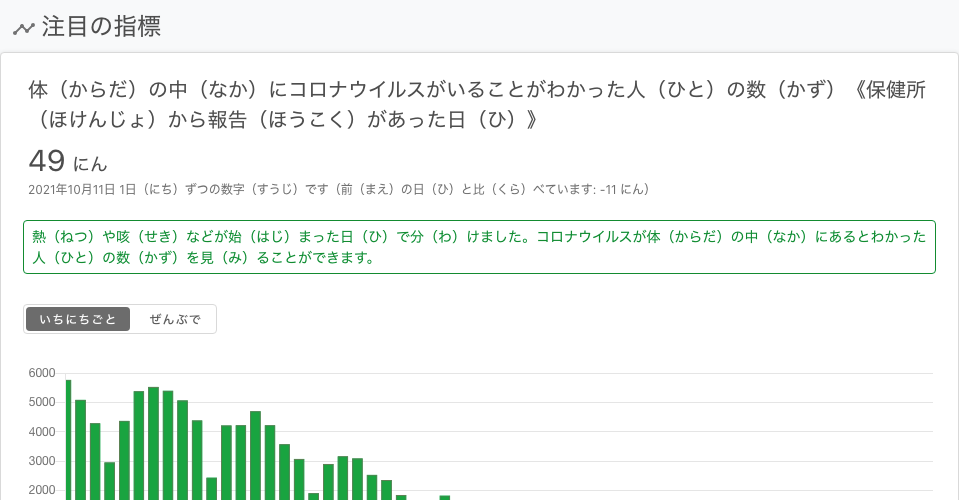 注目の指標
体（からだ）の中（なか）にコロナウイルスがいることがわかった人（ひと）の数（かず）《保健所
（ほけんじょ）から報告（ほうこく）があった日（ひ）》
49 にん
2021年10月11日 1日（にち）ずつの数字（すうじ）です（前（まえ）の日（ひ）と比（くら）べています: -11 にん）
熱（ねつ）や咳（せき）などが始（はじ）まった日（ひ）で分（わ）けました。コロナウイルスが体（からだ）の中（なか）にあるとわかった
人（ひと）の数（かず）を見（み）ることができます。
いちにちごと ぜんぶで
6000
5000
4000
3000
2000